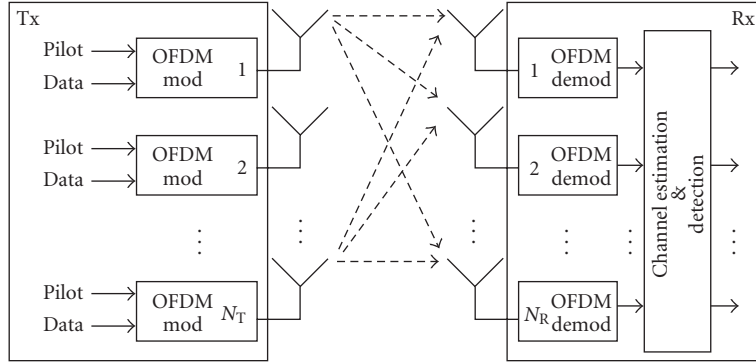 Tx
Rx
Pilot
Data
OFDM
mod
1
1
OFDM
demod
Pilot
Data
OFDM
mod
2
2
OFDM
demod
Channel estimation
&
detection
Pilot
Data
OFDM
mod
N_T
N_R
OFDM
demod